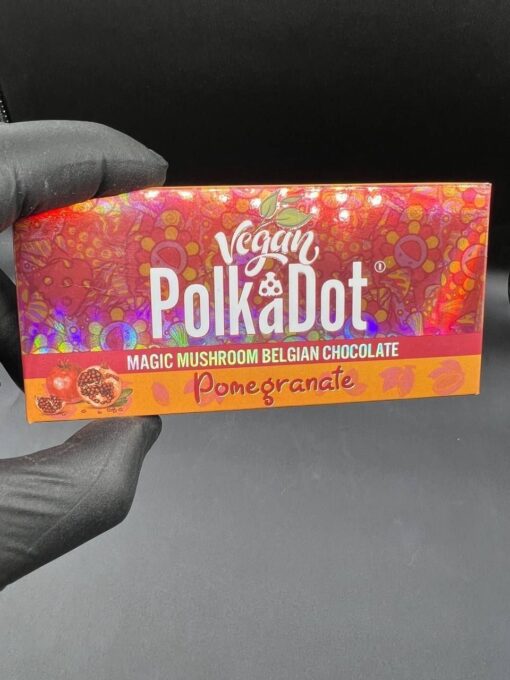 Vegan
PolkaDot
MAGIC MUSHROOM BELGIAN CHOCOLATE
Pomegranate